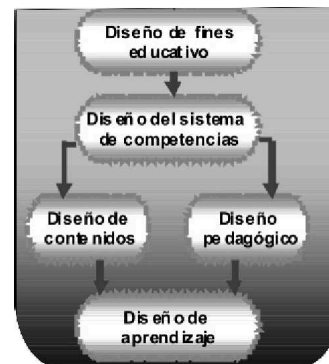 Diseño de fines
educativo
Diseño del sistema
de competencias
Diseño de
contenidos
Diseño
pedagógico
Diseño de
aprendizaje